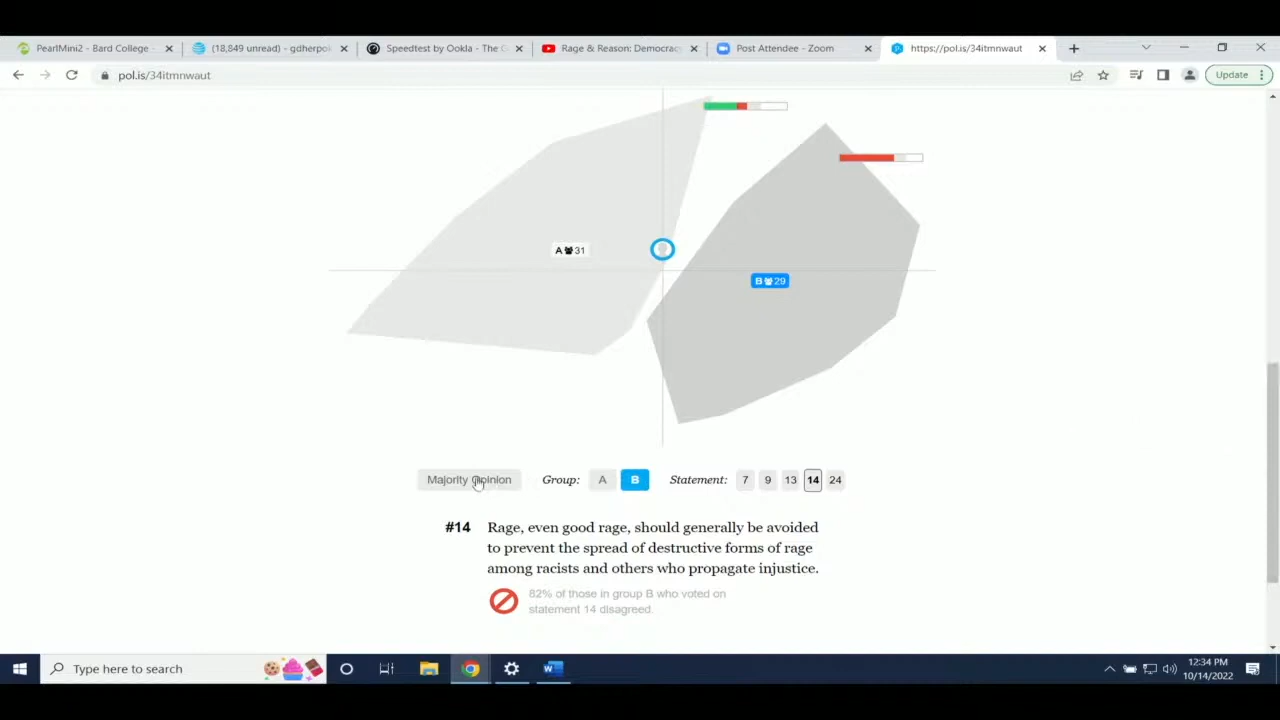 PearlMini2 - Bard College -
(18,849 unread) - gdherpol
Speedtest by Ookla - The G
Rage & Reason: Democrac
Post Attendee - Zoom
https://pol.is/34itmnwaut
pol.is/34itmnwaut
Update
A 31
B 29
Majority Opinion
Group: A B
Statement: 7 9 13 14 24
#14 Rage, even good rage, should generally be avoided
to prevent the spread of destructive forms of rage
among racists and others who propagate injustice.
82% of those in group B who voted on
statement 14 disagreed.
Type here to search
12:34 PM
10/14/2022